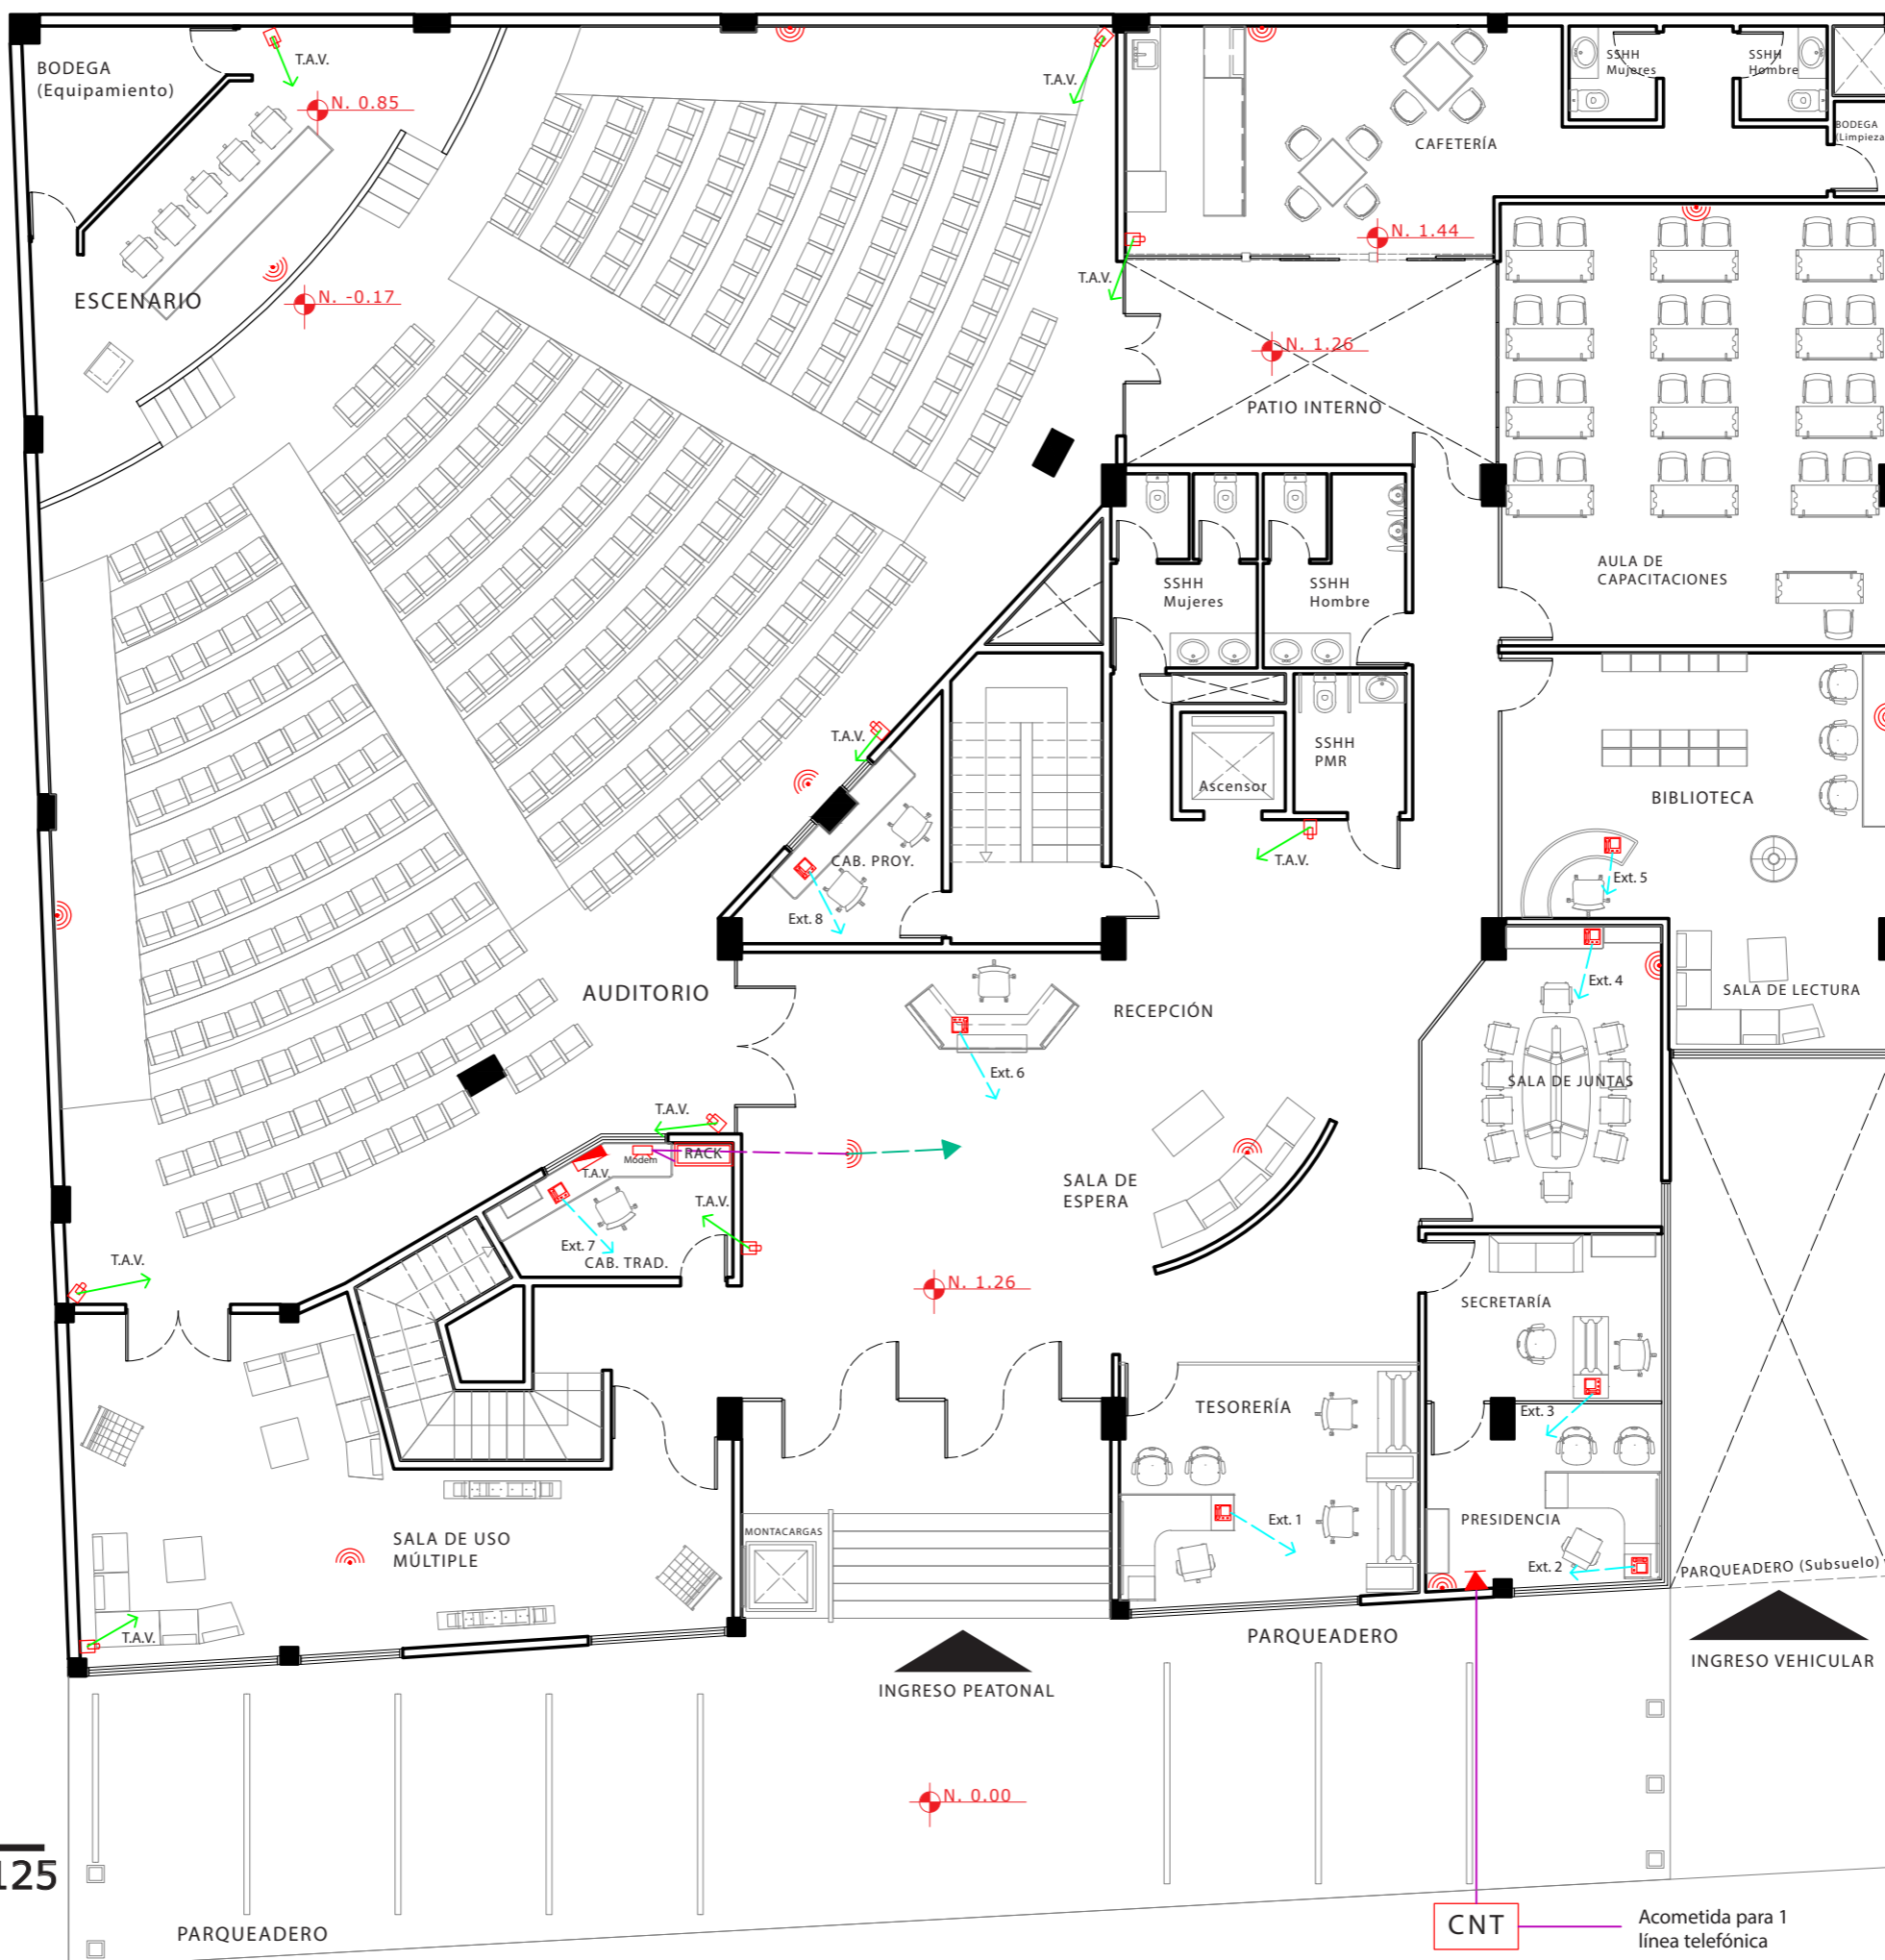 BODEGA
(Equipamiento)
T.A.V.
N. 0.85
T.A.V.
SSHH
Mujeres
SSHH
Hombre
BODEGA
(Limpieza
CAFETERÍA
N. 1.44
T.A.V.
ESCENARIO
N. -0.17
N. 1.26
PATIO INTERNO
AULA DE
CAPACITACIONES
SSHH
Mujeres
SSHH
Hombre
T.A.V.
SSHH
PMR
Ascensor
BIBLIOTECA
T.A.V.
CAB. PROY.
Ext. 8
Ext. 5
Ext. 4
SALA DE LECTURA
AUDITORIO
RECEPCIÓN
Ext. 6
SALA DE JUNTAS
T.A.V.
RACK
Módem
T.A.V.
SALA DE
ESPERA
T.A.V.
Ext. 7
CAB. TRAD.
T.A.V.
N. 1.26
SECRETARÍA
TESORERÍA
Ext. 3
Ext. 1
PRESIDENCIA
Ext. 2
MONTACARGAS
SALA DE USO
MÚLTIPLE
PARQUEADERO (Subsuelo)
T.A.V.
PARQUEADERO
INGRESO PEATONAL
INGRESO VEHICULAR
N. 0.00
125
PARQUEADERO
CNT
Acometida para 1
línea telefónica